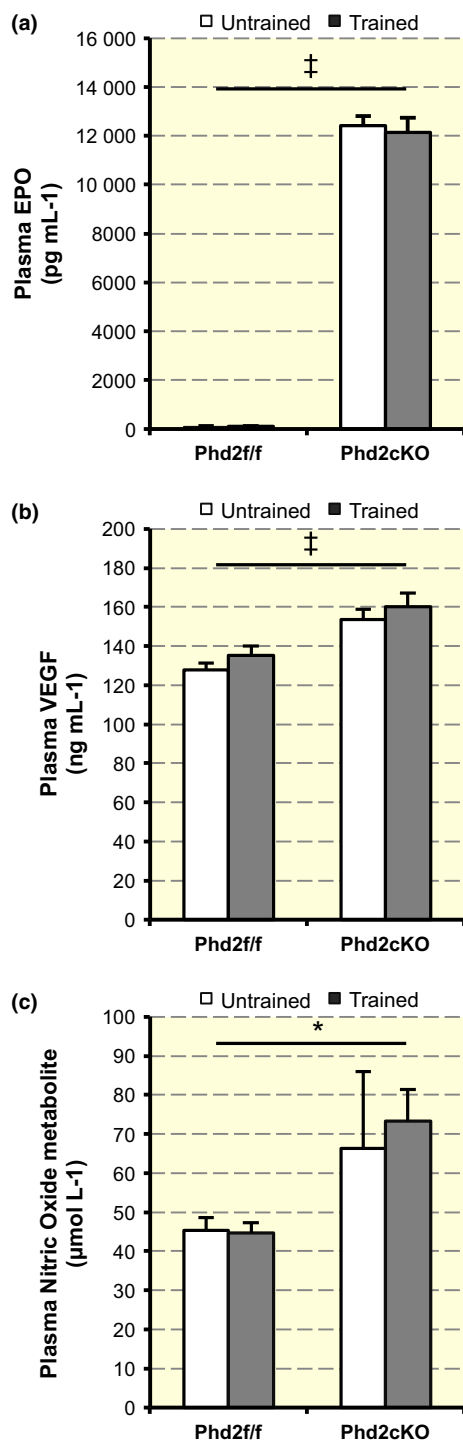 (a)
Untrained Trained
16 000
14 000
12 000
10 000
8000
6000
4000
2000
0
Plasma EPO
(pg mL-1)
‡
Phd2f/f Phd2cKO
(b)
Untrained Trained
200
180
160
140
120
100
80
60
40
20
0
Plasma VEGF
(ng mL-1)
‡
Phd2f/f Phd2cKO
(c)
Untrained Trained
100
90
80
70
60
50
40
30
20
10
0
Plasma Nitric Oxide metabolite
(µmol L-1)
*
Phd2f/f Phd2cKO